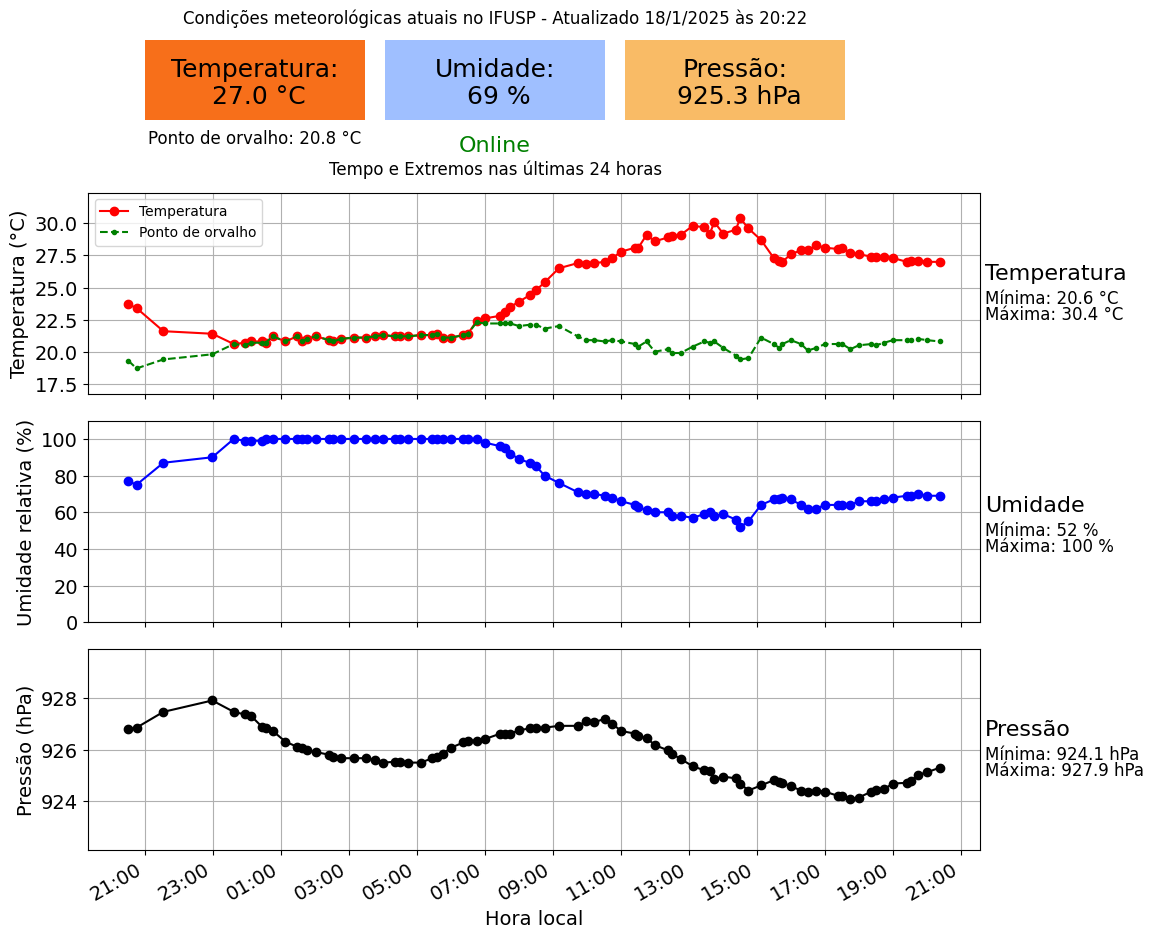 Condições meteorológicas atuais no IFUSP - Atualizado 18/1/2025 às 20:22
Temperatura:
27.0 °C
Umidade:
69 %
Pressão:
925.3 hPa
Ponto de orvalho: 20.8 °C
Online
Tempo e Extremos nas últimas 24 horas
Temperatura (°C)
30.0
27.5
25.0
22.5
20.0
17.5
Temperatura
Ponto de orvalho
Temperatura
Mínima: 20.6 °C
Máxima: 30.4 °C
Umidade relativa (%)
100
80
60
40
20
0
Umidade
Mínima: 52 %
Máxima: 100 %
Pressão (hPa)
928
926
924
Pressão
Mínima: 924.1 hPa
Máxima: 927.9 hPa
21:00
23:00
01:00
03:00
05:00
07:00
09:00
11:00
13:00
15:00
17:00
19:00
21:00
Hora local